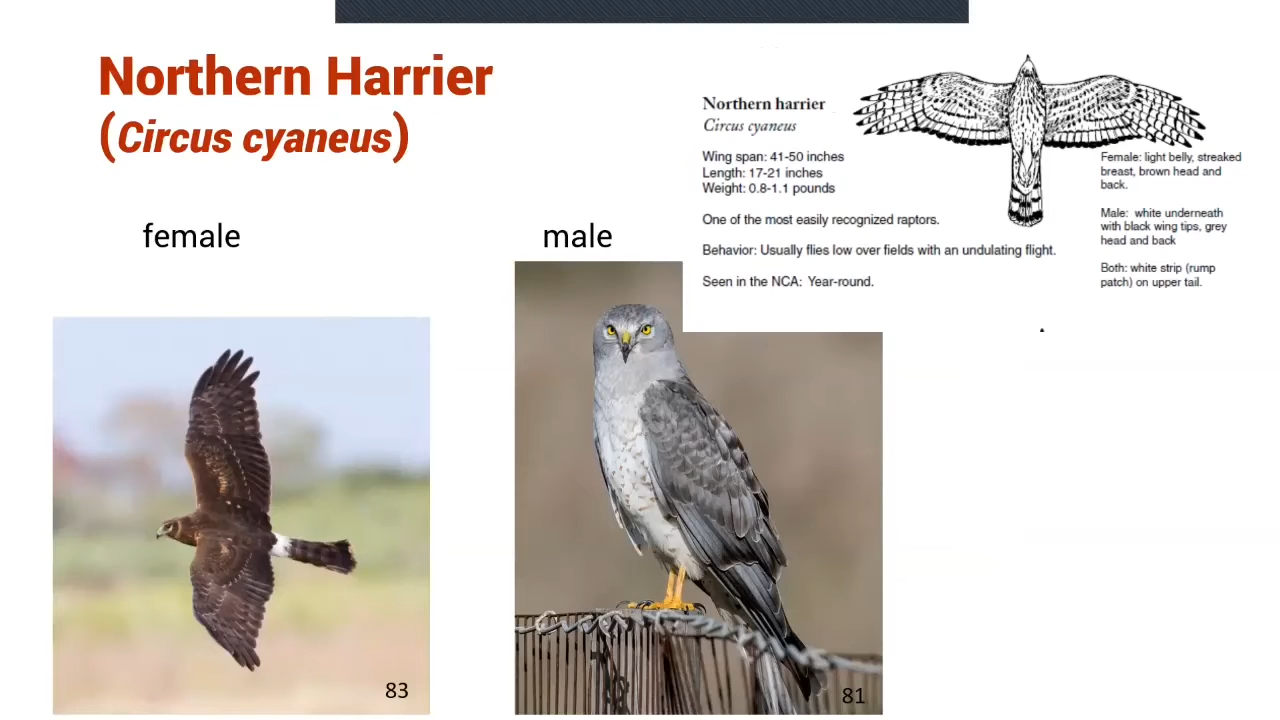 Northern Harrier
(Circus cyaneus)
female
male
Northern harrier
Circus cyaneus
Wing span: 41-50 inches
Length: 17-21 inches
Weight: 0.8-1.1 pounds
One of the most easily recognized raptors.
Behavior: Usually flies low over fields with an undulating flight.
Seen in the NCA: Year-round.
Female: light belly, streaked
breast, brown head and
back.
Male: white underneath
with black wing tips, grey
head and back
Both: white strip (rump
patch) on upper tail.
83
81